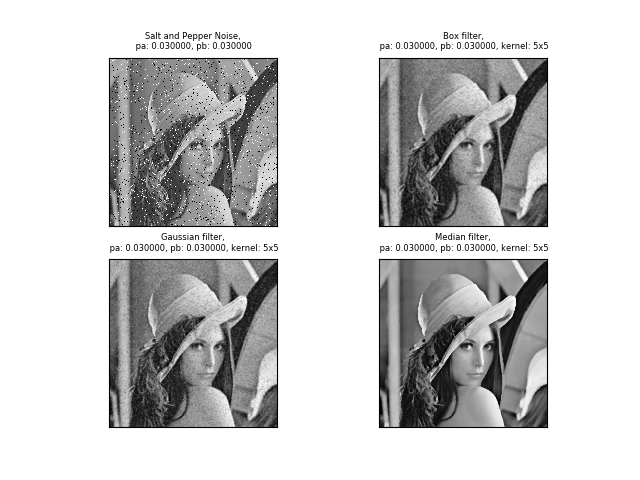 Salt and Pepper Noise,
pa: 0.030000, pb: 0.030000
Box filter,
pa: 0.030000, pb: 0.030000, kernel: 5x5
Gaussian filter,
pa: 0.030000, pb: 0.030000, kernel: 5x5
Median filter,
pa: 0.030000, pb: 0.030000, kernel: 5x5